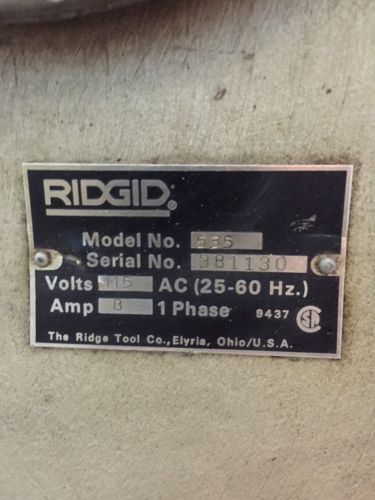 RIDGID®
Model No. 535
Serial No. 381130
Volts 115 AC (25-60 Hz.)
Amp 8 1 Phase 9437 SA
The Ridge Tool Co., Elyria, Ohio/U.S.A.